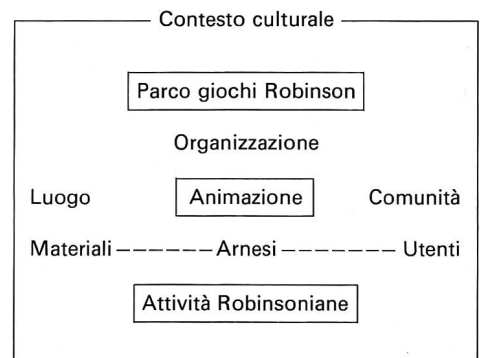 Contesto culturale
Parco giochi Robinson
Organizzazione
Luogo Animazione Comunità
Materiali ------ Arnesi ------- Utenti
Attività Robinsoniane